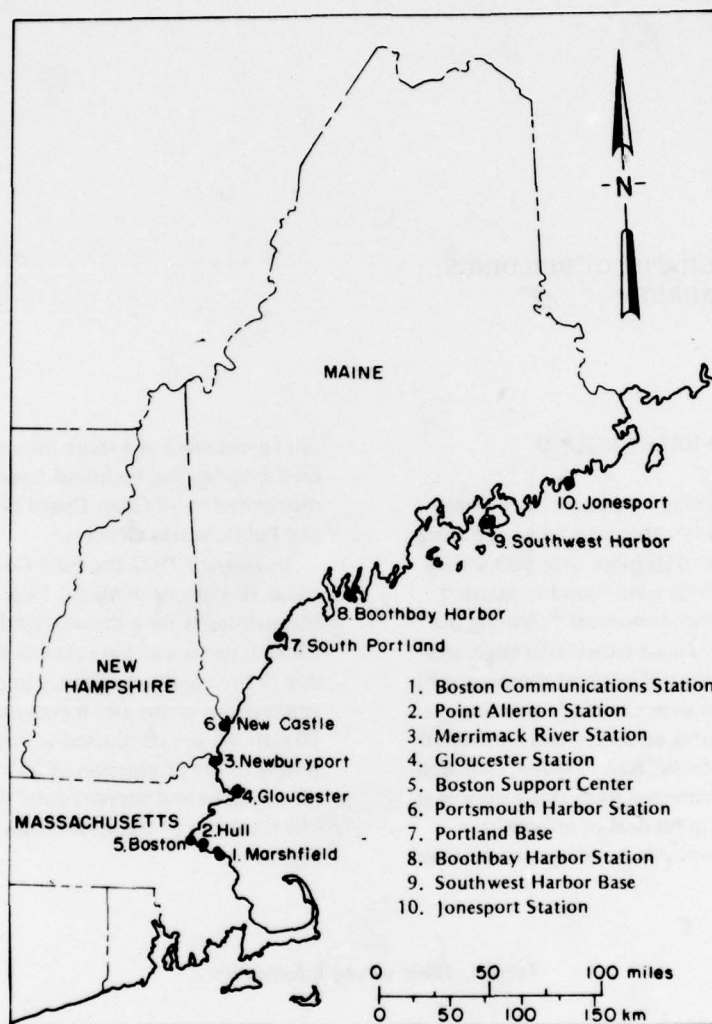 -N-
MAINE
10. Jonesport
9. Southwest Harbor
8. Boothbay Harbor
7. South Portland
NEW
HAMPSHIRE
6. New Castle
3. Newburyport
4. Gloucester
MASSACHUSETTS
2. Hull
5. Boston
1. Marshfield
1. Boston Communications Station
2. Point Allerton Station
3. Merrimack River Station
4. Gloucester Station
5. Boston Support Center
6. Portsmouth Harbor Station
7. Portland Base
8. Boothbay Harbor Station
9. Southwest Harbor Base
10. Jonesport Station
0 50 100 miles
0 50 100 150 km